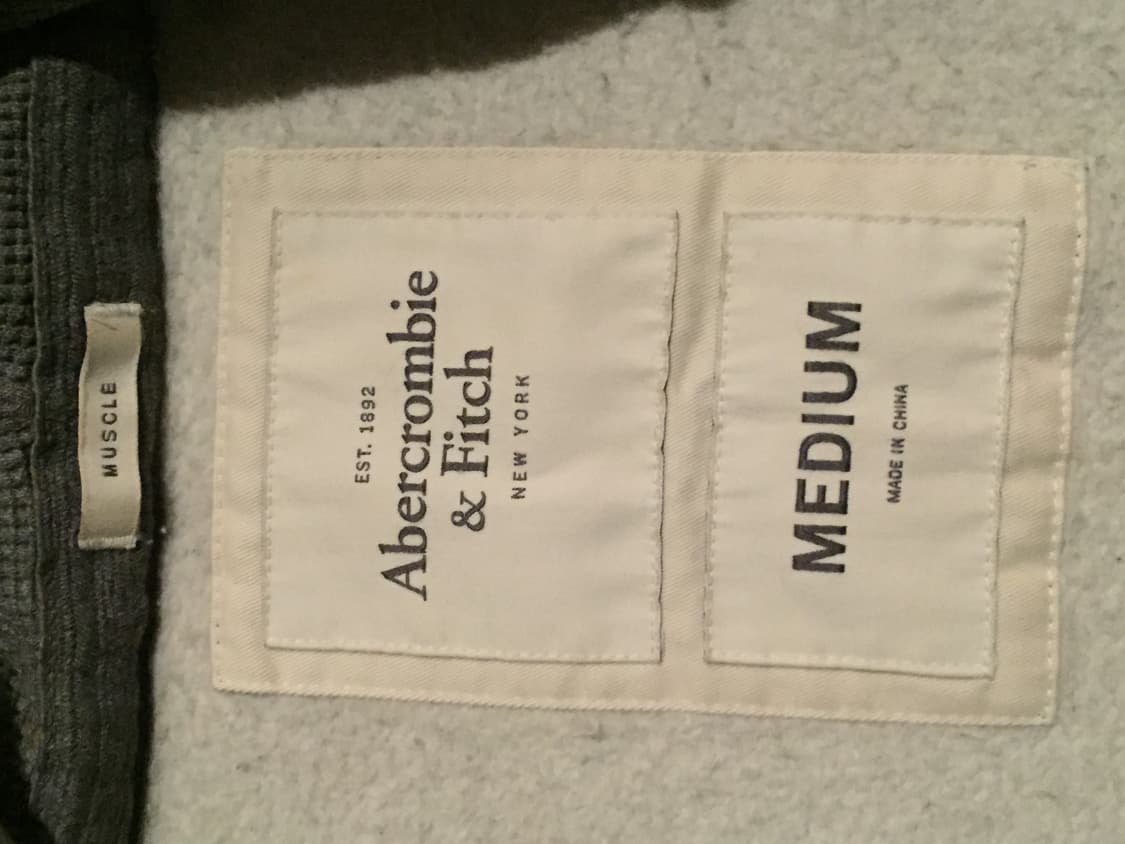 MUSCLE
EST. 1892
Abercrombie
& Fitch
NEW YORK
MEDIUM
MADE IN CHINA